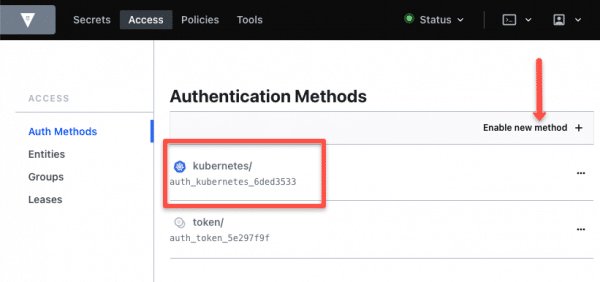 Secrets Access Policies Tools Status
ACCESS
Auth Methods
Entities
Groups
Leases
Authentication Methods
Enable new method +
kubernetes/
auth_kubernetes_6ded3533
token/
auth_token_5e297f9f